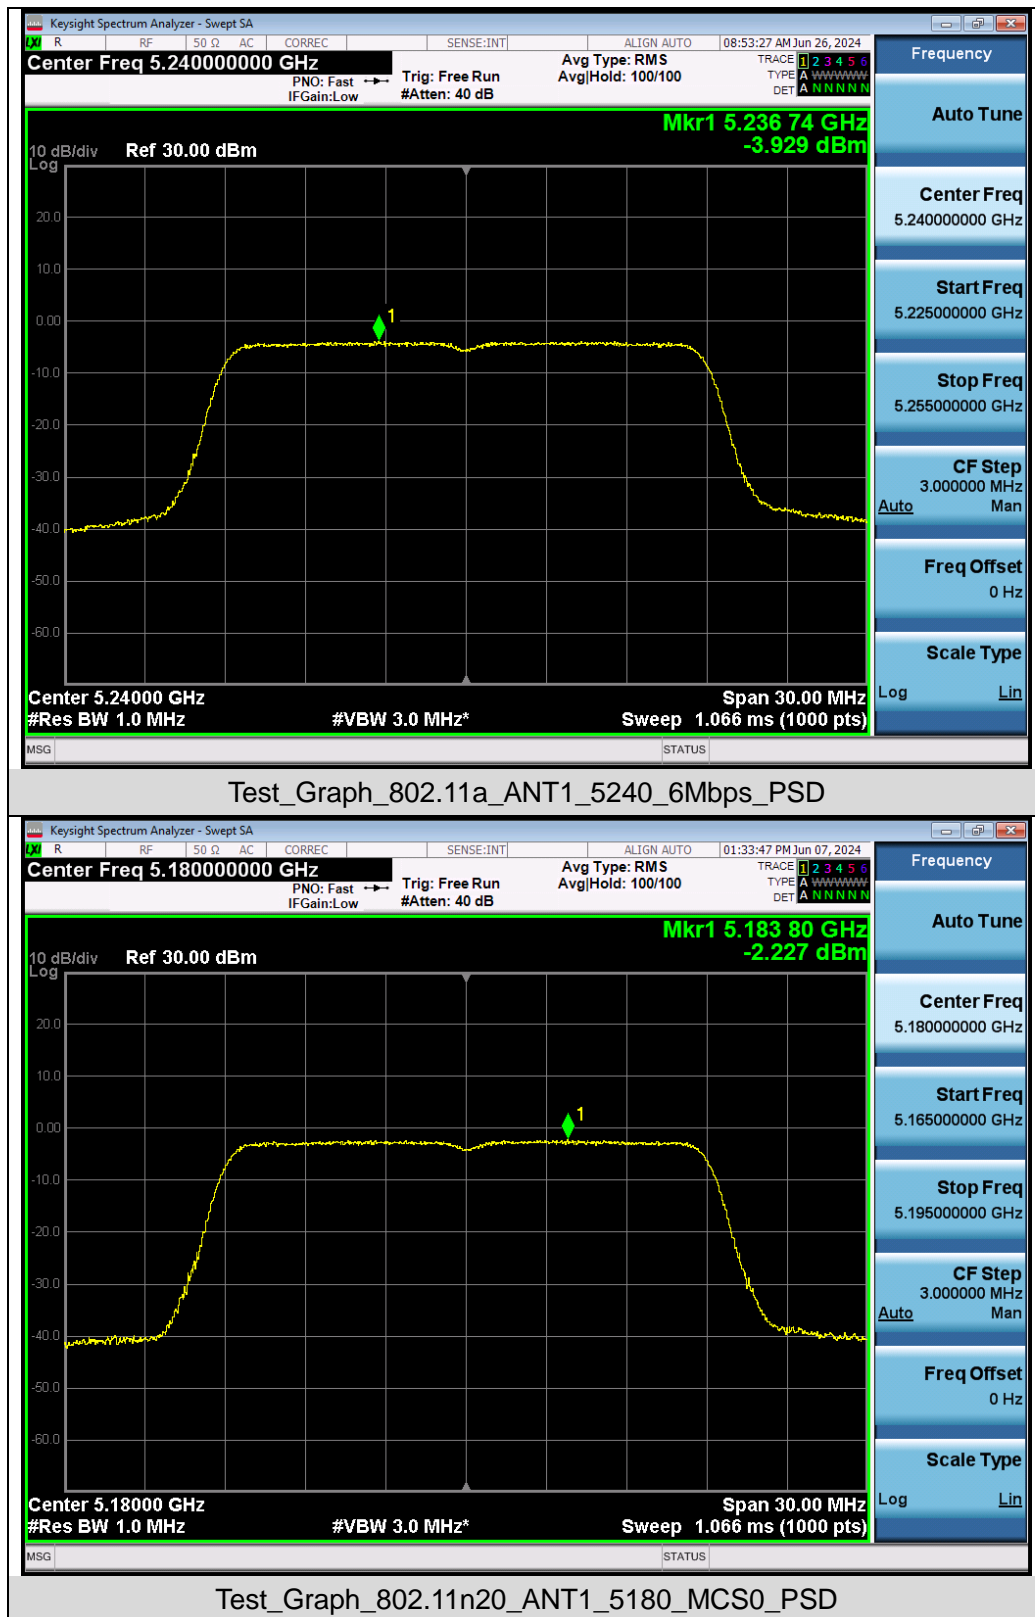 Keysight Spectrum Analyzer - Swept SA
LXI R RF 50 Ω AC CORREC SENSE:INT ALIGN AUTO 08:53:27 AM Jun 26, 2024
Center Freq 5.240000000 GHz
PNO: Fast
IFGain:Low
Trig: Free Run
#Atten: 40 dB
Avg Type: RMS
Avg|Hold: 100/100
TRACE 1 2 3 4 5 6
TYPE A WWWWW
DET A N N N N N
Mkr1 5.236 74 GHz
-3.929 dBm
10 dB/div Ref 30.00 dBm
Log
20.0
10.0
0.00
-10.0
-20.0
-30.0
-40.0
-50.0
-60.0
1
Center 5.24000 GHz Span 30.00 MHz
#Res BW 1.0 MHz #VBW 3.0 MHz* Sweep 1.066 ms (1000 pts)
MSG STATUS
Frequency
Auto Tune
Center Freq
5.240000000 GHz
Start Freq
5.225000000 GHz
Stop Freq
5.255000000 GHz
CF Step
3.000000 MHz
Auto Man
Freq Offset
0 Hz
Scale Type
Log Lin
Test_Graph_802.11a_ANT1_5240_6Mbps_PSD
Keysight Spectrum Analyzer - Swept SA
LXI R RF 50 Ω AC CORREC SENSE:INT ALIGN AUTO 01:33:47 PM Jun 07, 2024
Center Freq 5.180000000 GHz
PNO: Fast
IFGain:Low
Trig: Free Run
#Atten: 40 dB
Avg Type: RMS
Avg|Hold: 100/100
TRACE 1 2 3 4 5 6
TYPE A WWWWW
DET A N N N N N
Mkr1 5.183 80 GHz
-2.227 dBm
10 dB/div Ref 30.00 dBm
Log
20.0
10.0
0.00
-10.0
-20.0
-30.0
-40.0
-50.0
-60.0
1
Center 5.18000 GHz Span 30.00 MHz
#Res BW 1.0 MHz #VBW 3.0 MHz* Sweep 1.066 ms (1000 pts)
MSG STATUS
Frequency
Auto Tune
Center Freq
5.180000000 GHz
Start Freq
5.165000000 GHz
Stop Freq
5.195000000 GHz
CF Step
3.000000 MHz
Auto Man
Freq Offset
0 Hz
Scale Type
Log Lin
Test_Graph_802.11n20_ANT1_5180_MCS0_PSD